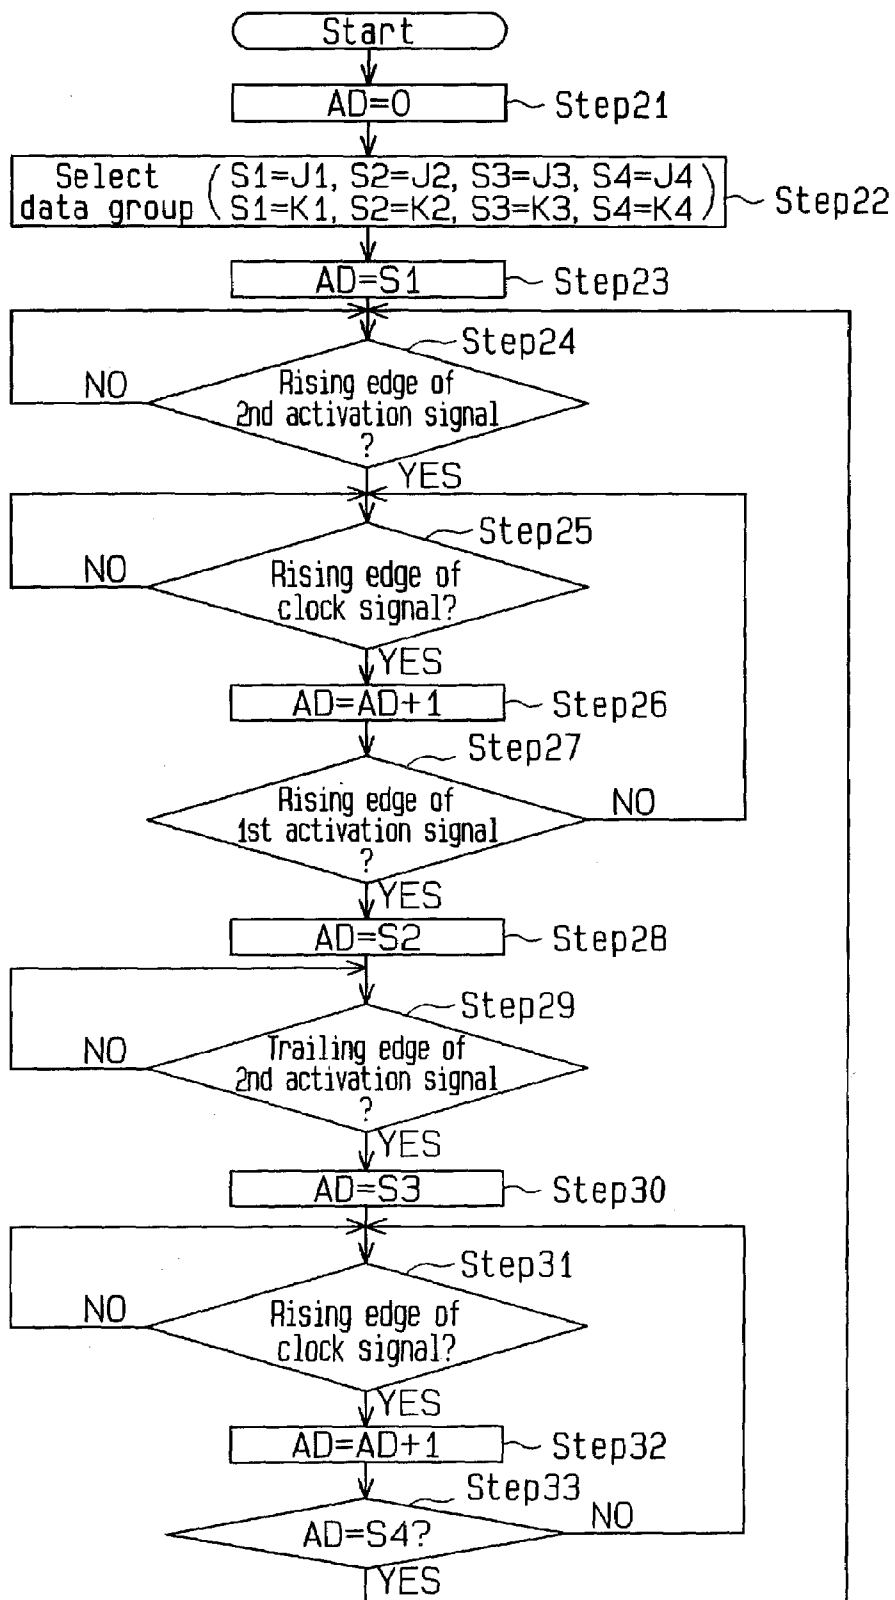 Start
AD=0
Step21
Select data group (S1=J1, S2=J2, S3=J3, S4=J4
S1=K1, S2=K2, S3=K3, S4=K4)
Step22
AD=S1
Step23
Step24
Rising edge of
2nd activation signal
?
NO
YES
Step25
Rising edge of
clock signal?
NO
YES
AD=AD+1
Step26
Step27
Rising edge of
1st activation signal
?
NO
YES
AD=S2
Step28
Step29
Trailing edge of
2nd activation signal
?
NO
YES
AD=S3
Step30
Step31
Rising edge of
clock signal?
NO
YES
AD=AD+1
Step32
Step33
AD=S4?
NO
YES